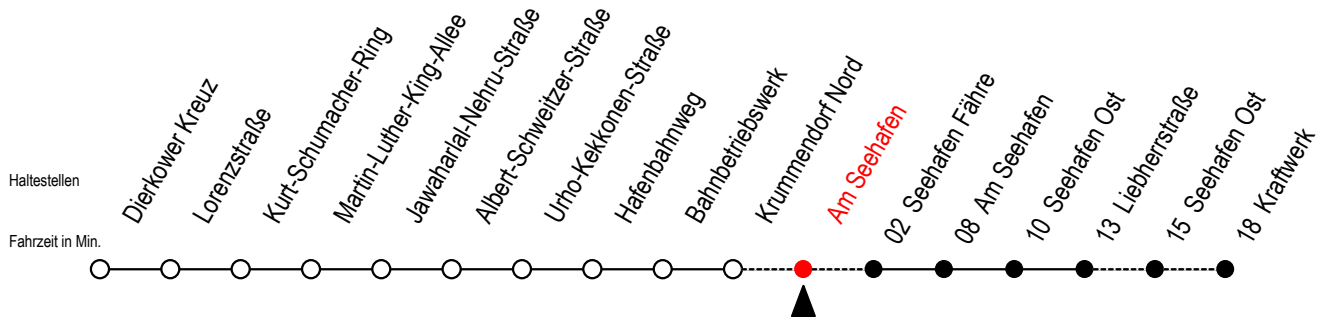 Haltestellen
Dierkower Kreuz
Lorenzstraße
Kurt-Schumacher-Ring
Martin-Luther-King-Allee
Jawaharlal-Nehru-Straße
Albert-Schweitzer-Straße
Urho-Kekkonen-Straße
Hafenbahnweg
Bahnbetriebswerk
Krummendorf Nord
Am Seehafen
02 Seehafen Fähre
08 Am Seehafen
10 Seehafen Ost
13 Liebherrstraße
15 Seehafen Ost
18 Kraftwerk
Fahrzeit in Min.